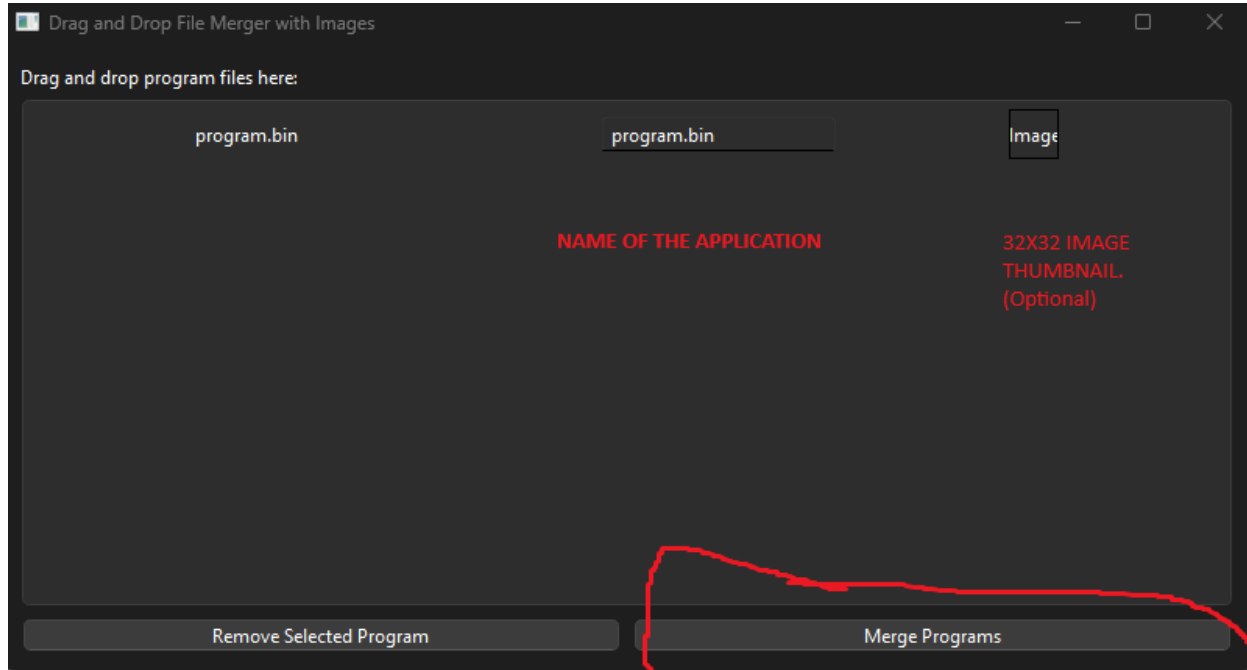 Drag and Drop File Merger with Images
Drag and drop program files here:
program.bin program.bin Image
NAME OF THE APPLICATION
32X32 IMAGE
THUMBNAIL.
(Optional)
Remove Selected Program Merge Programs